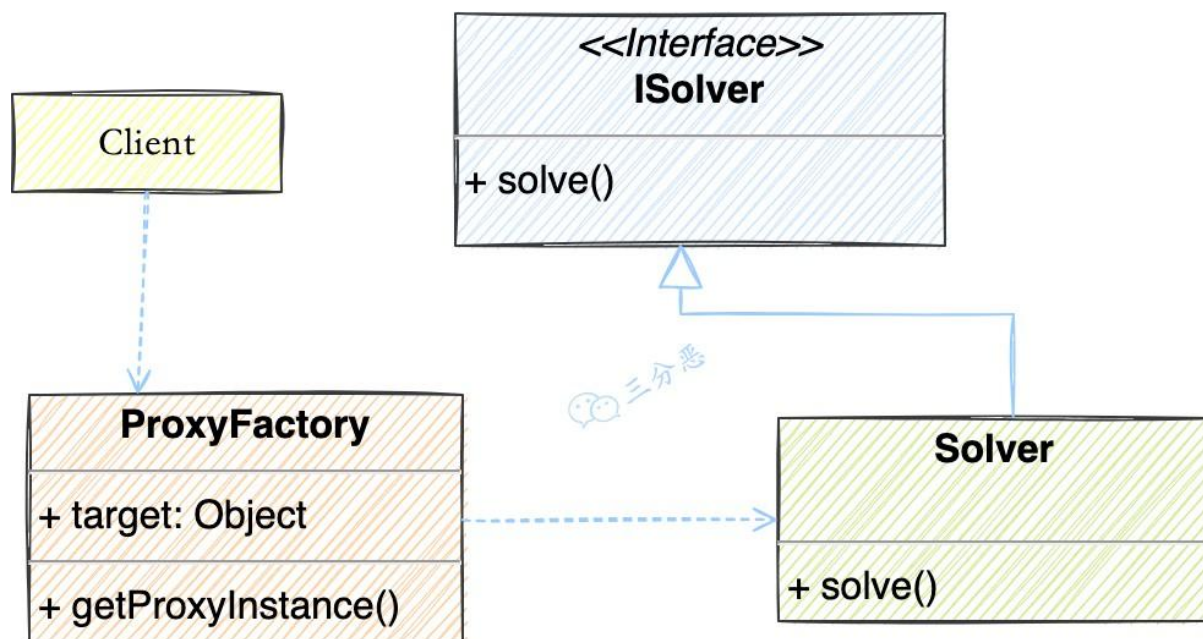 <<Interface>>
ISolver
+ solve()
Client
三分恶
ProxyFactory
+ target: Object
+ getProxyInstance()
Solver
+ solve()